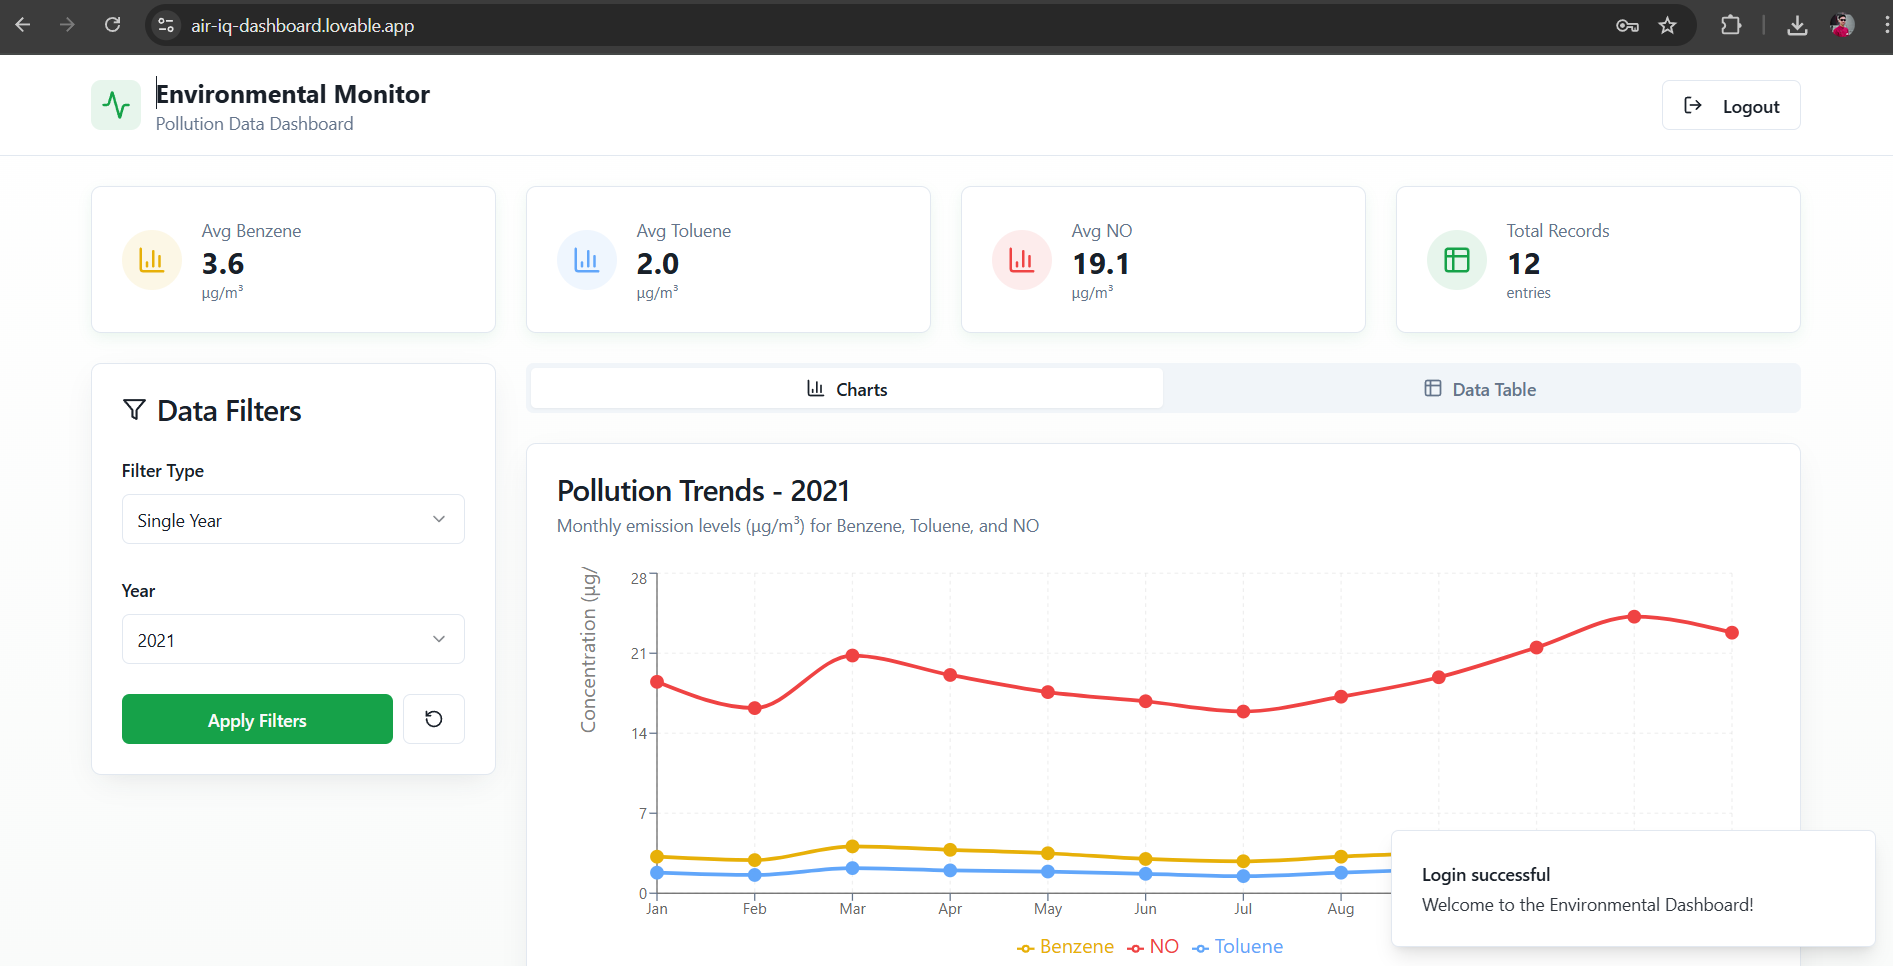 air-iq-dashboard.lovable.app
Environmental Monitor
Pollution Data Dashboard
Logout
Avg Benzene
3.6
µg/m³
Avg Toluene
2.0
µg/m³
Avg NO
19.1
µg/m³
Total Records
12
entries
Data Filters
Filter Type
Single Year
Year
2021
Apply Filters
Charts
Data Table
Pollution Trends - 2021
Monthly emission levels (µg/m³) for Benzene, Toluene, and NO
Concentration (µg/
28
21
14
7
0
Jan Feb Mar Apr May Jun Jul Aug
Benzene NO Toluene
Login successful
Welcome to the Environmental Dashboard!